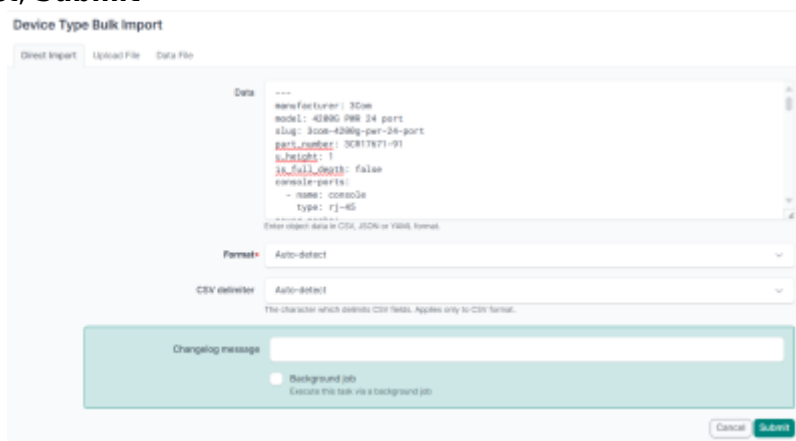 Submit
Device Type Bulk Import
Direct Import Upload File Data File
Data
---
manufacturer: 3Com
model: 4200G PWR 24 port
slug: 3com-4200g-pwr-24-port
part_number: 3CR17671-91
u_height: 1
is_full_depth: false
console-ports:
- name: console
type: rj-45
Enter object data in CSV, JSON or YAML format.
Format* Auto-detect
CSV delimiter Auto-detect
The character which delimits CSV fields. Applies only to CSV format.
Changelog message
Background job
Execute this task via a background job
Cancel Submit